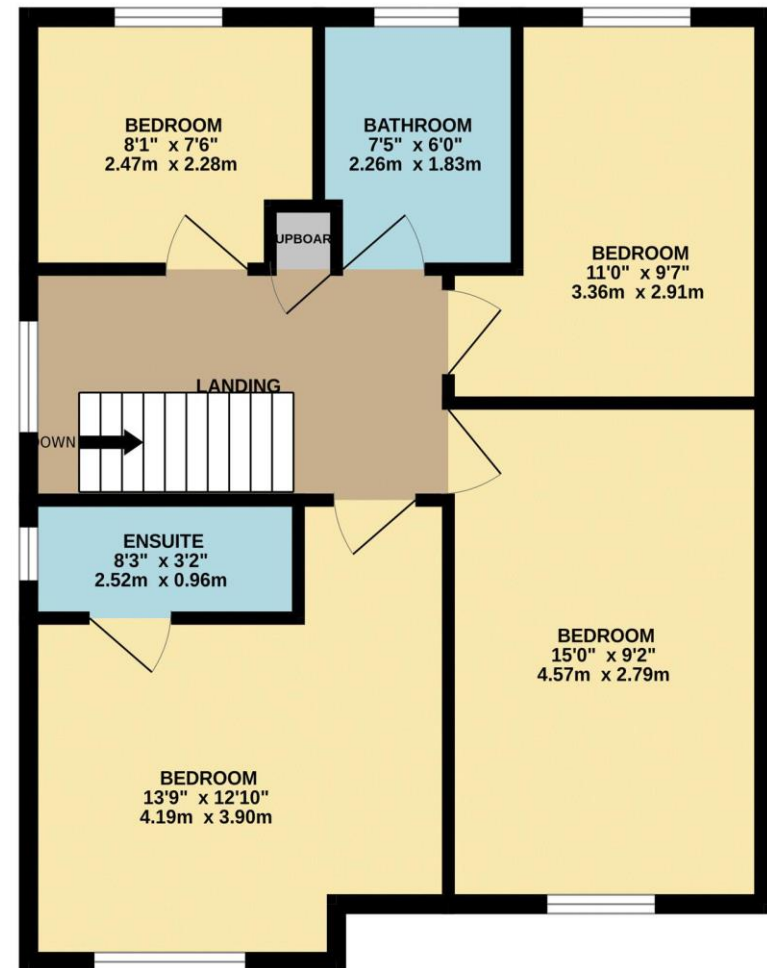 BEDROOM
8'1" x 7'6"
2.47m x 2.28m
BATHROOM
7'5" x 6'0"
2.26m x 1.83m
UPBOAR
BEDROOM
11'0" x 9'7"
3.36m x 2.91m
LANDING
OWN
ENSUITE
8'3" x 3'2"
2.52m x 0.96m
BEDROOM
15'0" x 9'2"
4.57m x 2.79m
BEDROOM
13'9" x 12'10"
4.19m x 3.90m